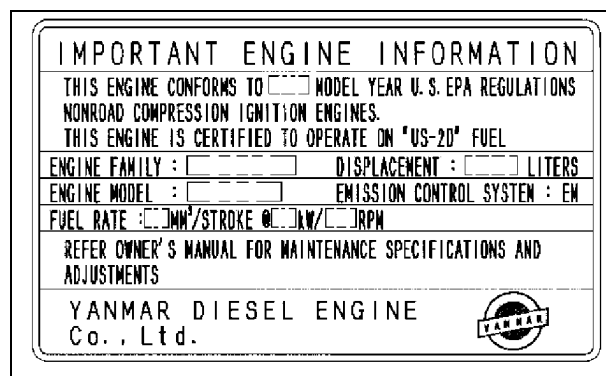 IMPORTANT ENGINE INFORMATION
THIS ENGINE CONFORMS TO MODEL YEAR U.S. EPA REGULATIONS
NONROAD COMPRESSION IGNITION ENGINES.
THIS ENGINE IS CERTIFIED TO OPERATE ON "US-2D" FUEL
ENGINE FAMILY : DISPLACEMENT : LITERS
ENGINE MODEL : EMISSION CONTROL SYSTEM : EM
FUEL RATE : MM³/STROKE @ kW/ RPM
REFER OWNER'S MANUAL FOR MAINTENANCE SPECIFICATIONS AND
ADJUSTMENTS
YANMAR DIESEL ENGINE
Co., Ltd.
YANMAR